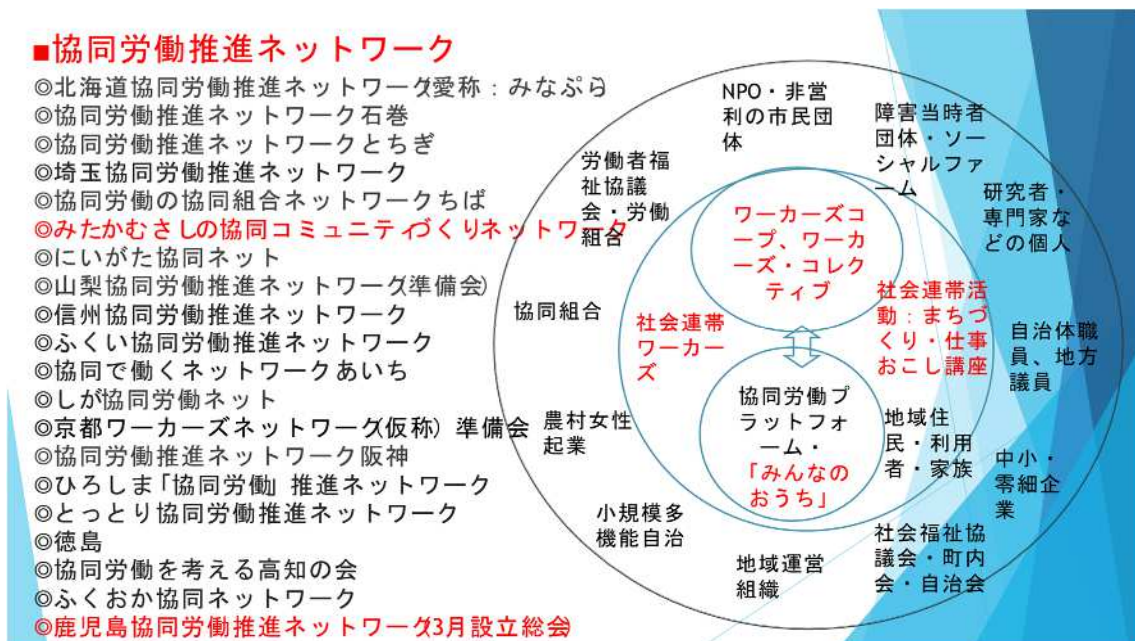 ■協同労働推進ネットワーク
◎北海道協同労働推進ネットワーク(愛称:みなぷら)
◎協同労働推進ネットワーク石巻
◎協同労働推進ネットワークとちぎ
◎埼玉協同労働推進ネットワーク
◎協同労働の協同組合ネットワークちば
◎みたかむさしの協同コミュニティづくりネットワーク
◎にいがた協同ネット
◎山梨協同労働推進ネットワーク(準備会)
◎信州協同労働推進ネットワーク
◎ふくい協同労働推進ネットワーク
◎協同で働くネットワークあいち
◎しが協同労働ネット
◎京都ワーカーズネットワーク(仮称)準備会
◎協同労働推進ネットワーク阪神
◎ひろしま「協同労働」推進ネットワーク
◎とっとり協同労働推進ネットワーク
◎徳島
◎協同労働を考える高知の会
◎ふくおか協同ネットワーク
◎鹿児島協同労働推進ネットワーク(3月設立総会)
NPO・非営
利の市民団
体
障害当時者
団体・ソー
シャルファ
ーム
労働者福
祉協議
会・労働
組合
研究者・
専門家な
どの個人
ワーカーズコ
ープ、ワーカ
ーズ・コレク
ティブ
協同組合
社会連帯
ワーカー
ズ
社会連帯活
動:まちづ
くり・仕事
おこし講座
自治体職
員、地方
議員
協同労働プ
ラットフォ
ーム・
「みんなの
おうち」
農村女性
起業
地域住
民・利用
者・家族
中小・
零細企
業
小規模多
機能自治
地域運営
組織
社会福祉協
議会・町内
会・自治会